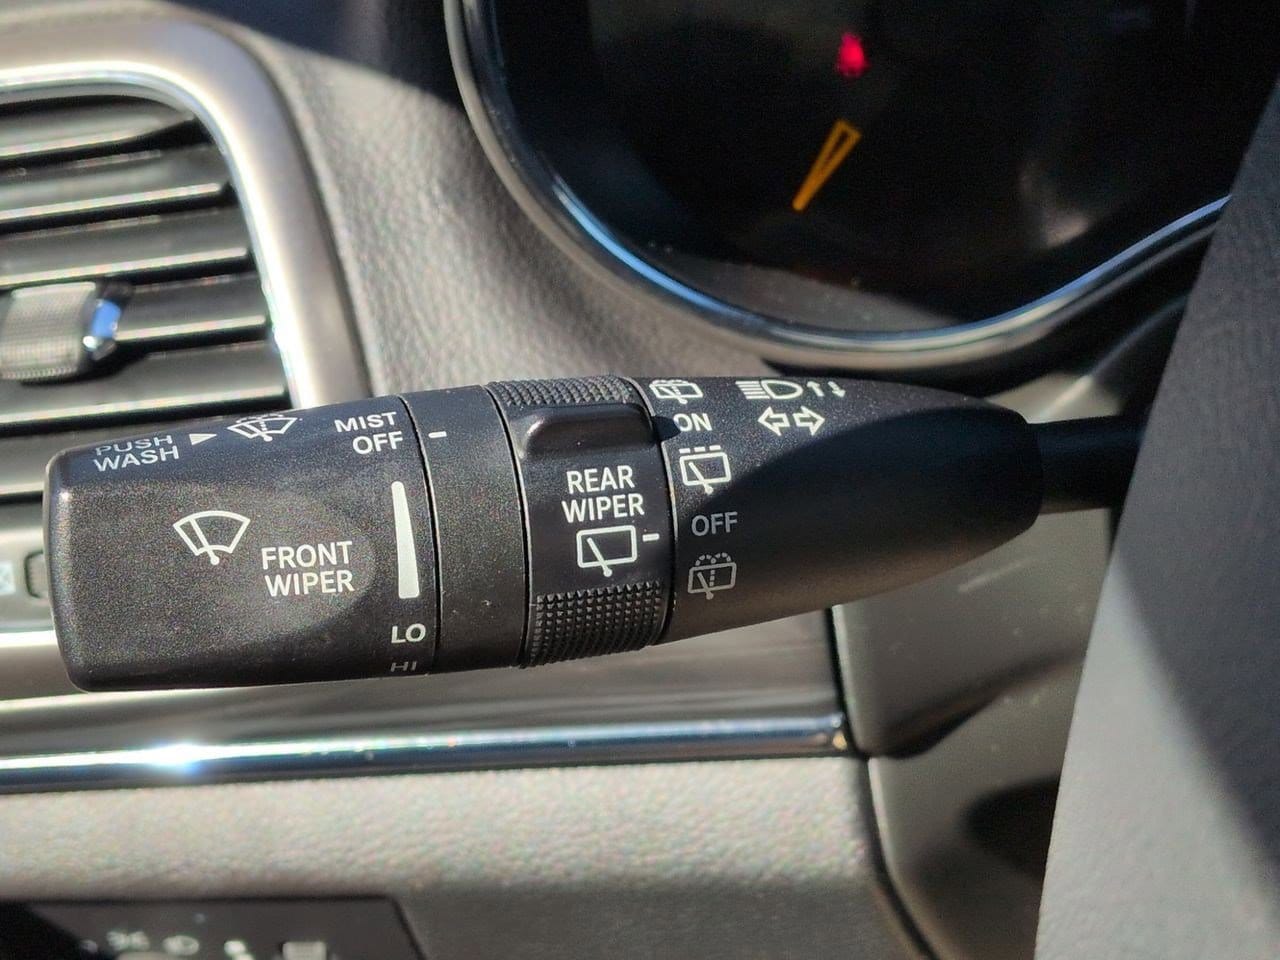 PUSH
WASH
MIST
OFF
FRONT
WIPER
LO
HI
REAR
WIPER
ON
OFF